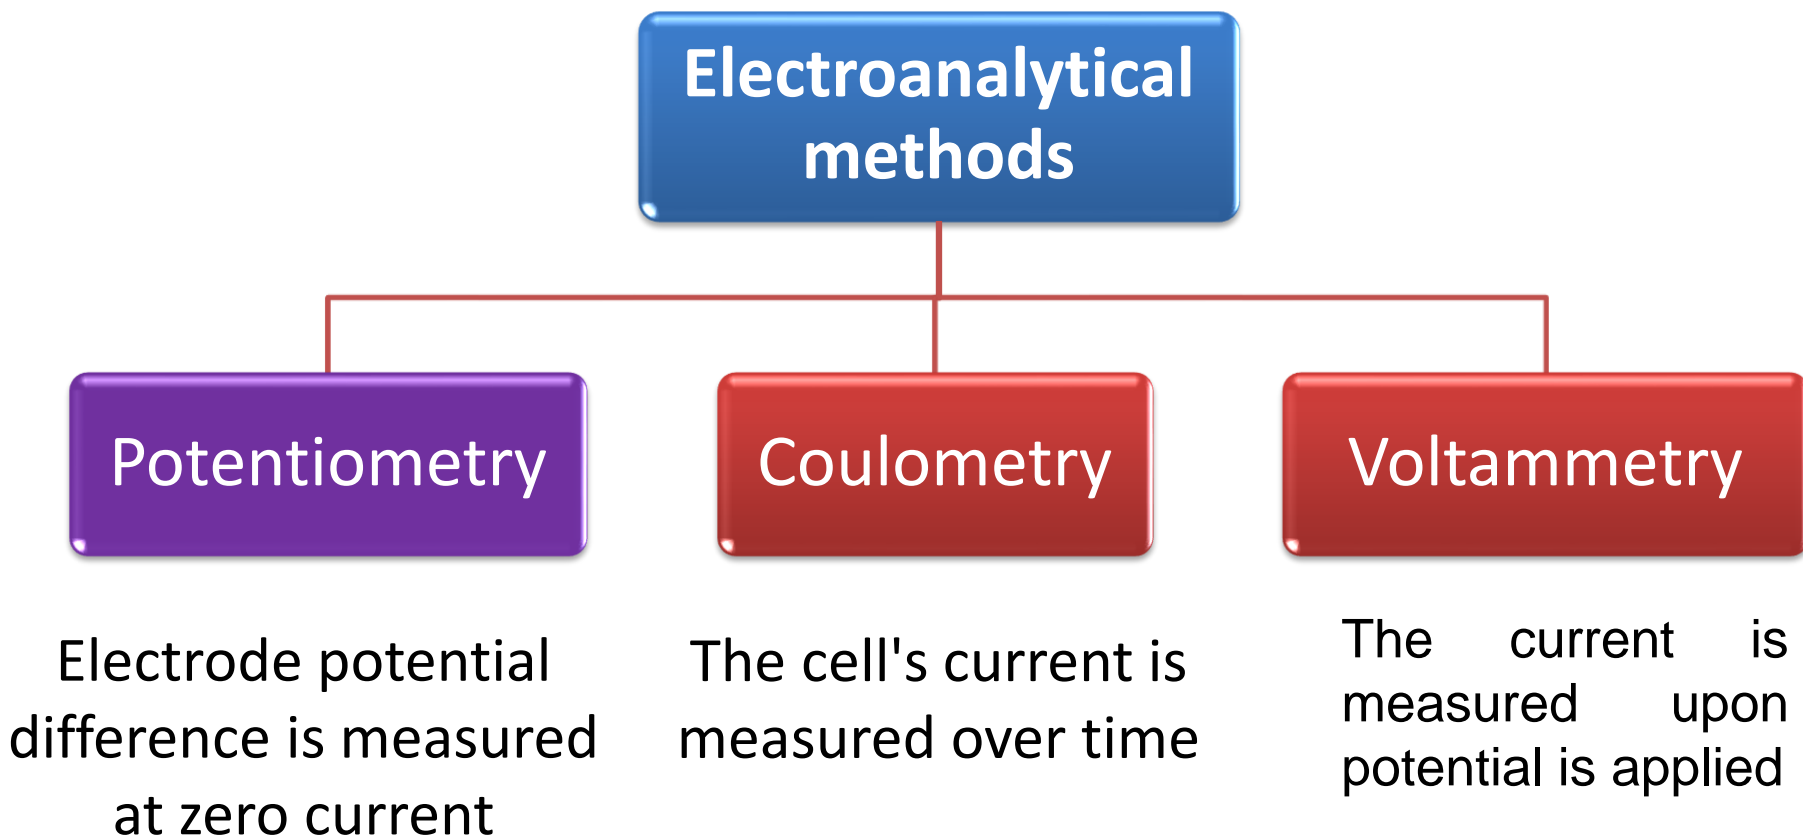 Electroanalytical
methods
Potentiometry
Coulometry
Voltammetry
Electrode potential
difference is measured
at zero current
The cell's current is
measured over time
The current is
measured upon
potential is applied